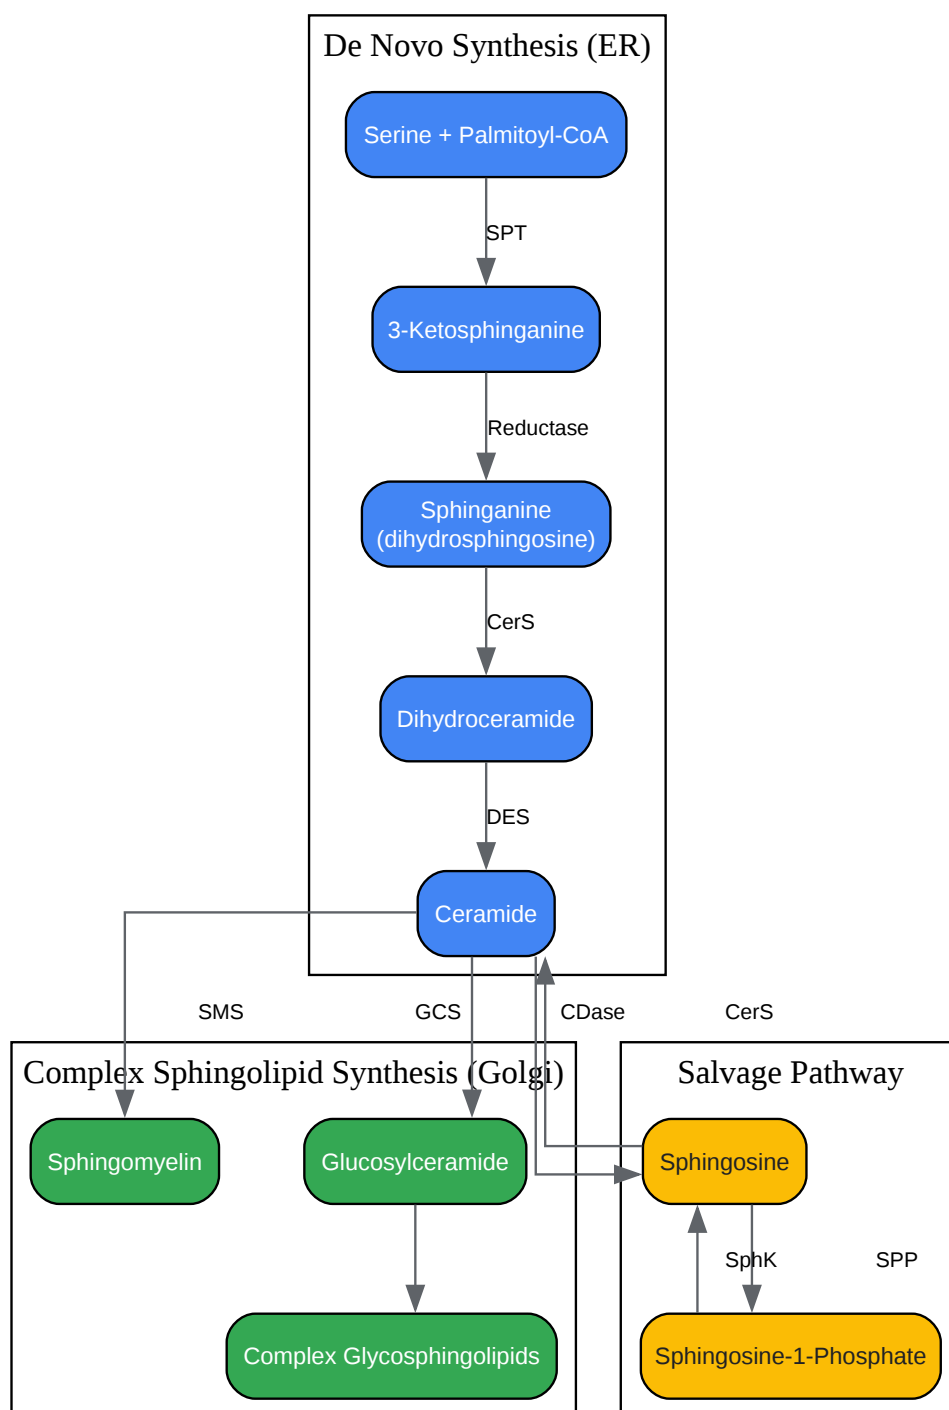 De Novo Synthesis (ER)
Serine + Palmitoyl-CoA
SPT
3-Ketosphinganine
Reductase
Sphinganine
(dihydrosphingosine)
CerS
Dihydroceramide
DES
Ceramide
SMS
GCS
CDase
CerS
Complex Sphingolipid Synthesis (Golgi)
Salvage Pathway
Sphingomyelin
Glucosylceramide
Sphingosine
SphK
SPP
Complex Glycosphingolipids
Sphingosine-1-Phosphate